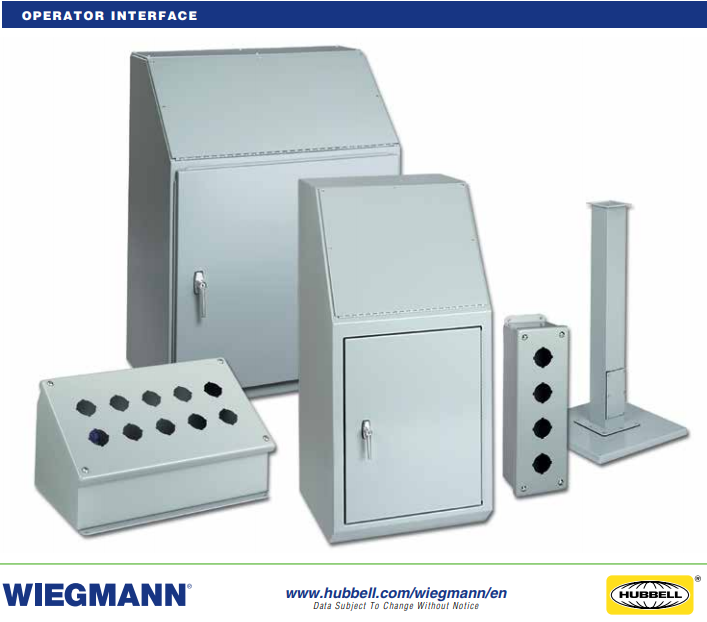 OPERATOR INTERFACE
WIEGMANN®
www.hubbell.com/wiegmann/en
Data Subject To Change Without Notice
HUBBELL®